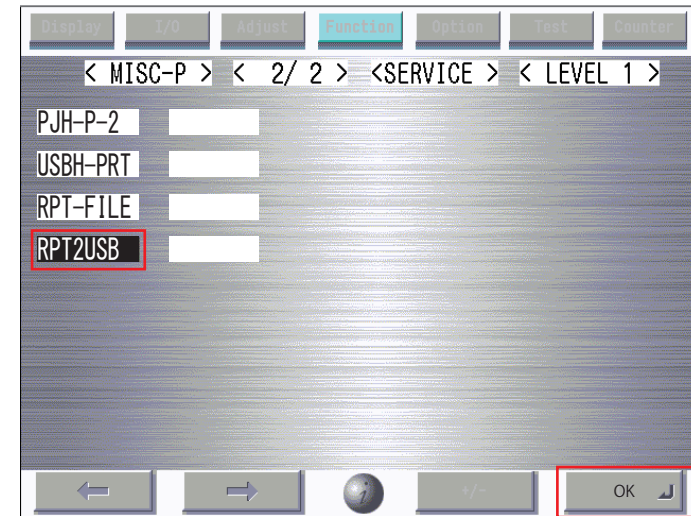 Display I/O Adjust Function Option Test Counter
< MISC-P > < 2/ 2 > <SERVICE > < LEVEL 1 >
PJH-P-2
USBH-PRT
RPT-FILE
RPT2USB
i +/- OK